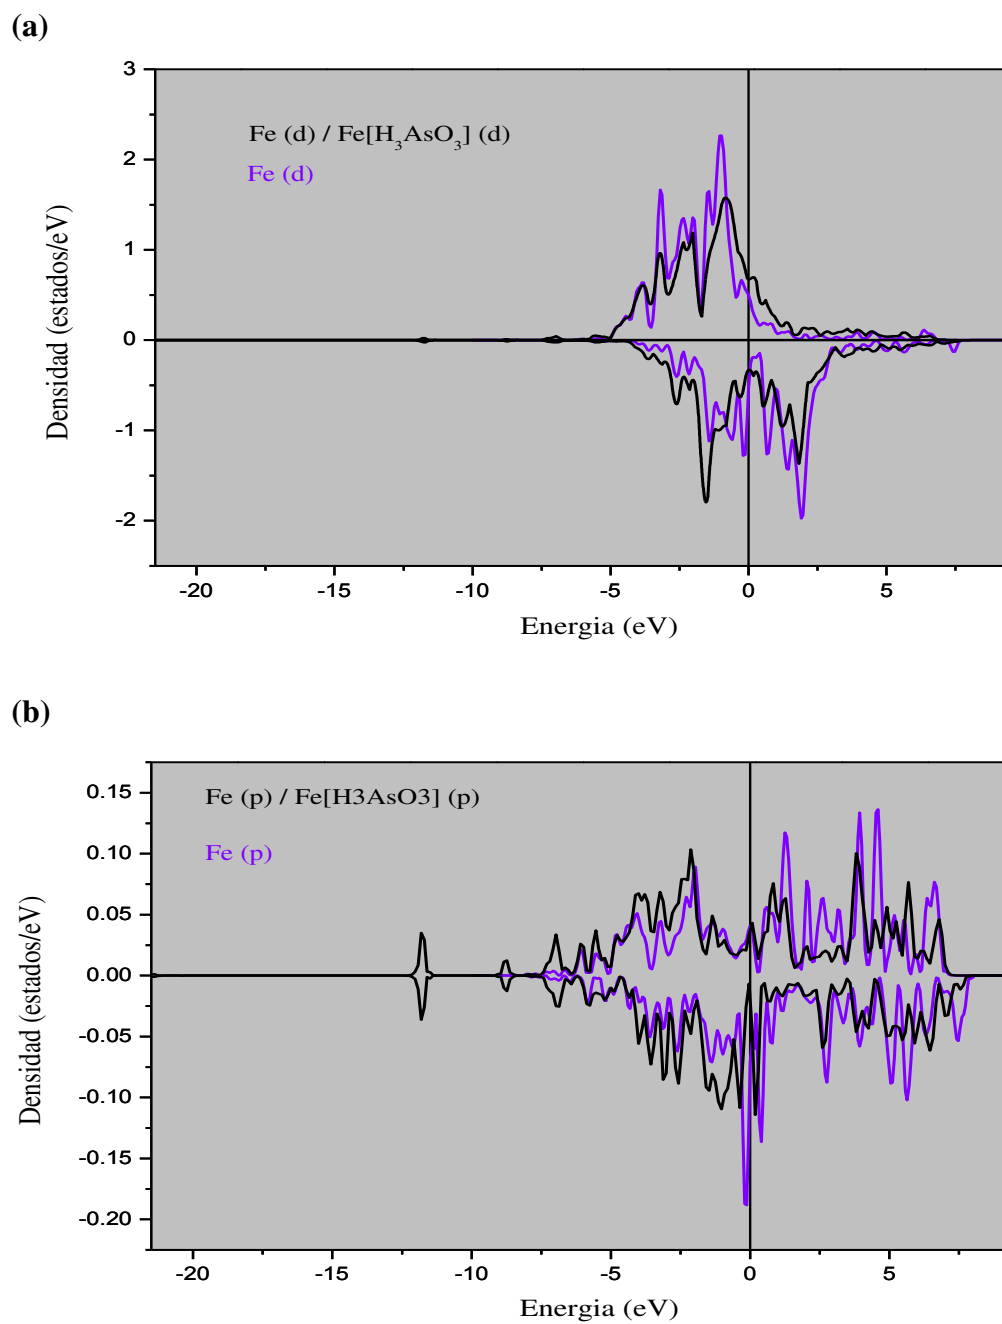 (a)
3
2
1
0
-1
-2
Densidad (estados/eV)
Fe (d) / Fe[H₃AsO₃] (d)
Fe (d)
-20
-15
-10
-5
0
5
Energia (eV)
(b)
0.15
0.10
0.05
0.00
-0.05
-0.10
-0.15
-0.20
Densidad (estados/eV)
Fe (p) / Fe[H3AsO3] (p)
Fe (p)
-20
-15
-10
-5
0
5
Energia (eV)